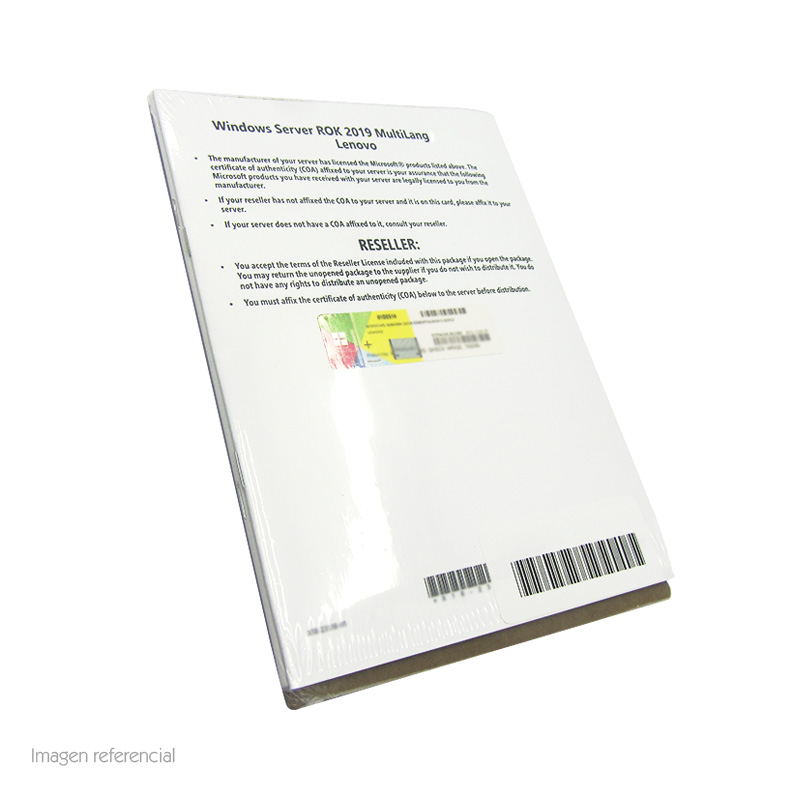 Windows Server ROK 2019 MultiLang
Lenovo
• The manufacturer of your server has licensed the Microsoft® products listed above. The
certificate of authenticity (COA) affixed to your server is your assurance that the following
Microsoft products you have received with your server are legally licensed to you from the
manufacturer.
• If your reseller has not affixed the COA to your server and it is on this card, please affix it to your
server.
• If your server does not have a COA affixed to it, consult your reseller.
RESELLER:
• You accept the terms of the Reseller License included with this package if you open the package.
You may return the unopened package to the supplier if you do not wish to distribute it. You do
not have any rights to distribute an unopened package.
• You must affix the certificate of authenticity (COA) below to the server before distribution.
Imagen referencial